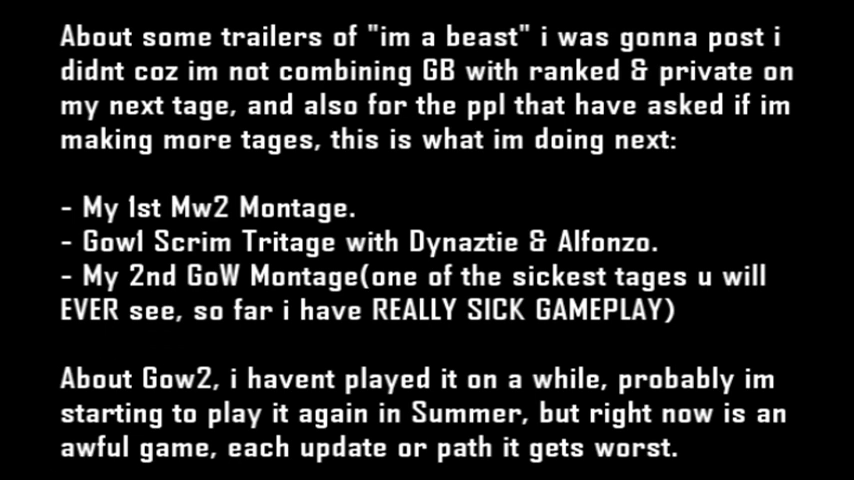 About some trailers of "im a beast" i was gonna post i
didnt coz im not combining GB with ranked & private on
my next tage, and also for the ppl that have asked if im
making more tages, this is what im doing next:
- My 1st Mw2 Montage.
- Gow1 Scrim Tritage with Dynaztie & Alfonzo.
- My 2nd GoW Montage(one of the sickest tages u will
EVER see, so far i have REALLY SICK GAMEPLAY)
About Gow2, i havent played it on a while, probably im
starting to play it again in Summer, but right now is an
awful game, each update or path it gets worst.